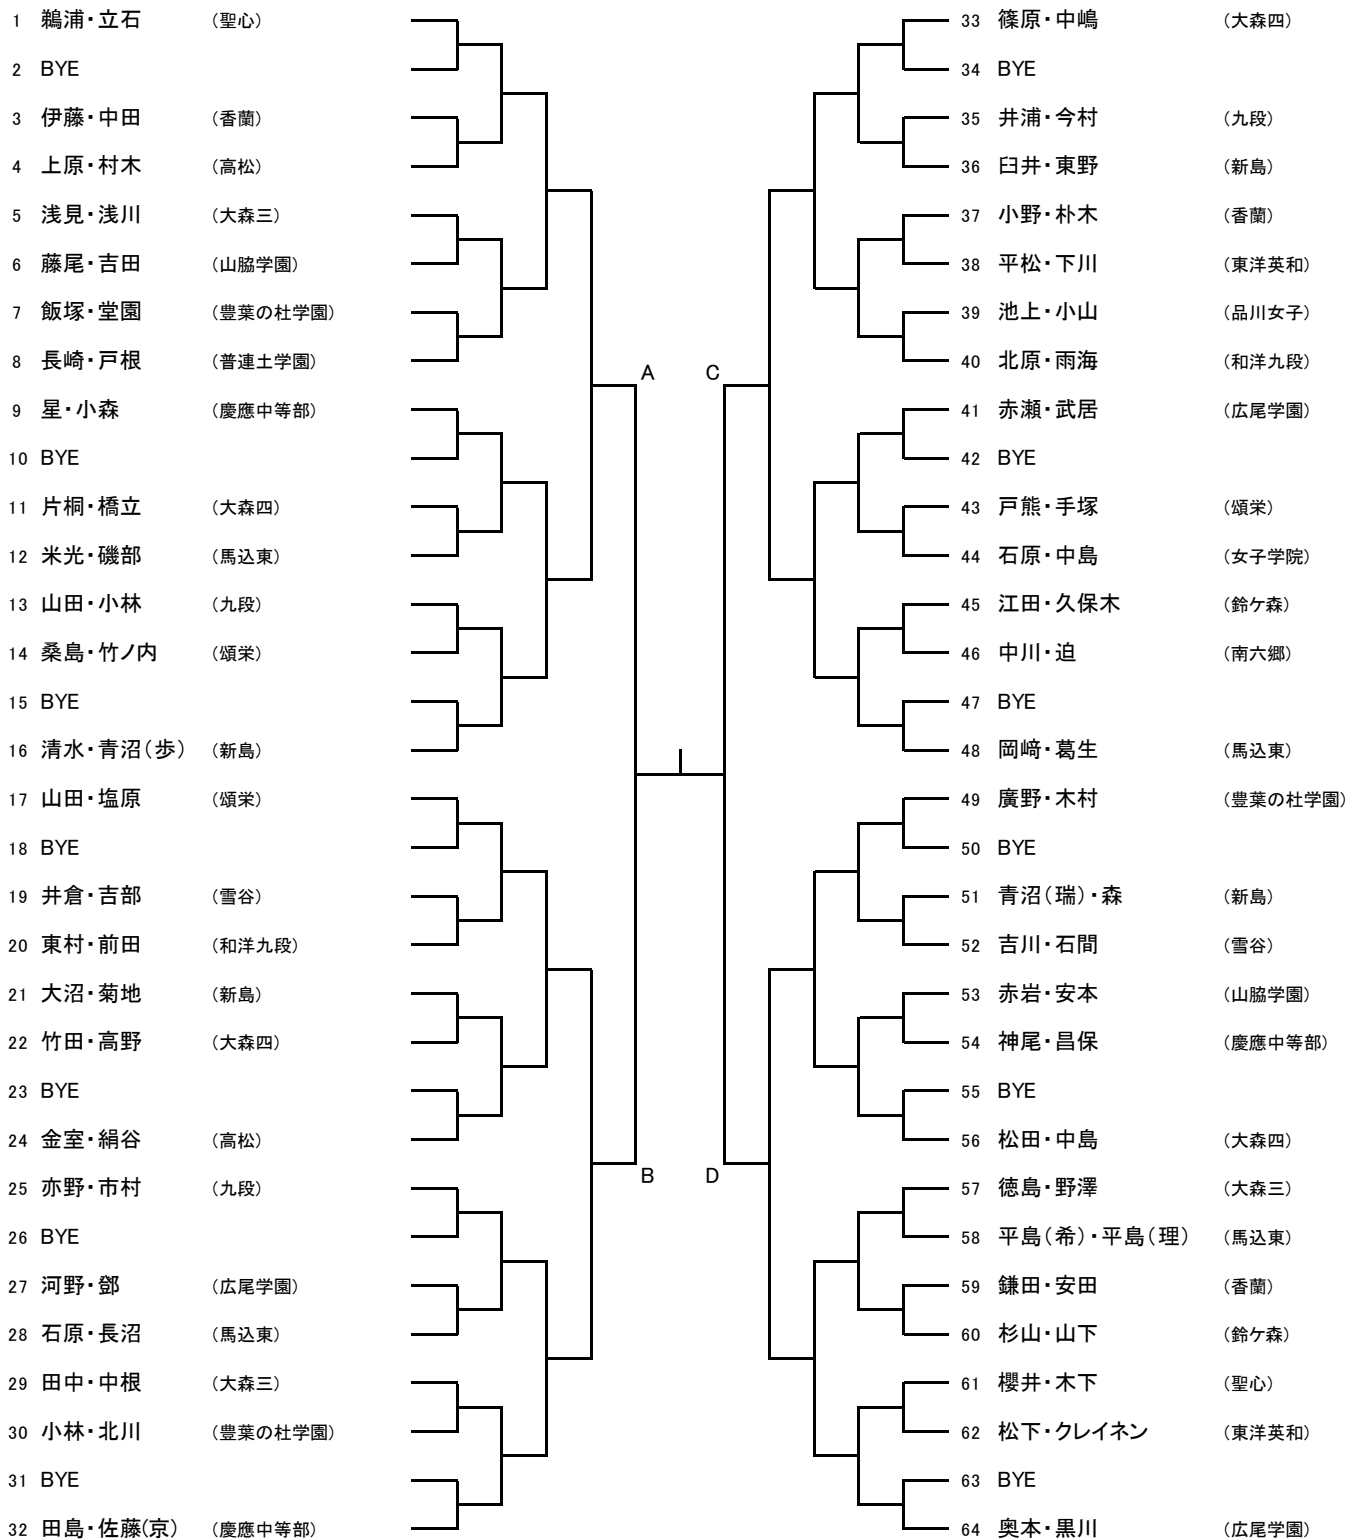 1 鵜浦・立石 (聖心)
2 BYE
3 伊藤・中田 (香蘭)
4 上原・村木 (高松)
5 浅見・浅川 (大森三)
6 藤尾・吉田 (山脇学園)
7 飯塚・堂園 (豊葉の杜学園)
8 長崎・戸根 (普連土学園)
9 星・小森 (慶應中等部)
10 BYE
11 片桐・橋立 (大森四)
12 米光・磯部 (馬込東)
13 山田・小林 (九段)
14 桑島・竹ノ内 (頌栄)
15 BYE
16 清水・青沼(歩) (新島)
17 山田・塩原 (頌栄)
18 BYE
19 井倉・吉部 (雪谷)
20 東村・前田 (和洋九段)
21 大沼・菊地 (新島)
22 竹田・高野 (大森四)
23 BYE
24 金室・絹谷 (高松)
25 亦野・市村 (九段)
26 BYE
27 河野・鄧 (広尾学園)
28 石原・長沼 (馬込東)
29 田中・中根 (大森三)
30 小林・北川 (豊葉の杜学園)
31 BYE
32 田島・佐藤(京) (慶應中等部)
A
B
C
D
33 篠原・中嶋 (大森四)
34 BYE
35 井浦・今村 (九段)
36 臼井・東野 (新島)
37 小野・朴木 (香蘭)
38 平松・下川 (東洋英和)
39 池上・小山 (品川女子)
40 北原・雨海 (和洋九段)
41 赤瀬・武居 (広尾学園)
42 BYE
43 戸熊・手塚 (頌栄)
44 石原・中島 (女子学院)
45 江田・久保木 (鈴ケ森)
46 中川・迫 (南六郷)
47 BYE
48 岡﨑・葛生 (馬込東)
49 廣野・木村 (豊葉の杜学園)
50 BYE
51 青沼(瑞)・森 (新島)
52 吉川・石間 (雪谷)
53 赤岩・安本 (山脇学園)
54 神尾・昌保 (慶應中等部)
55 BYE
56 松田・中島 (大森四)
57 徳島・野澤 (大森三)
58 平島(希)・平島(理) (馬込東)
59 鎌田・安田 (香蘭)
60 杉山・山下 (鈴ケ森)
61 櫻井・木下 (聖心)
62 松下・クレイネン (東洋英和)
63 BYE
64 奥本・黒川 (広尾学園)